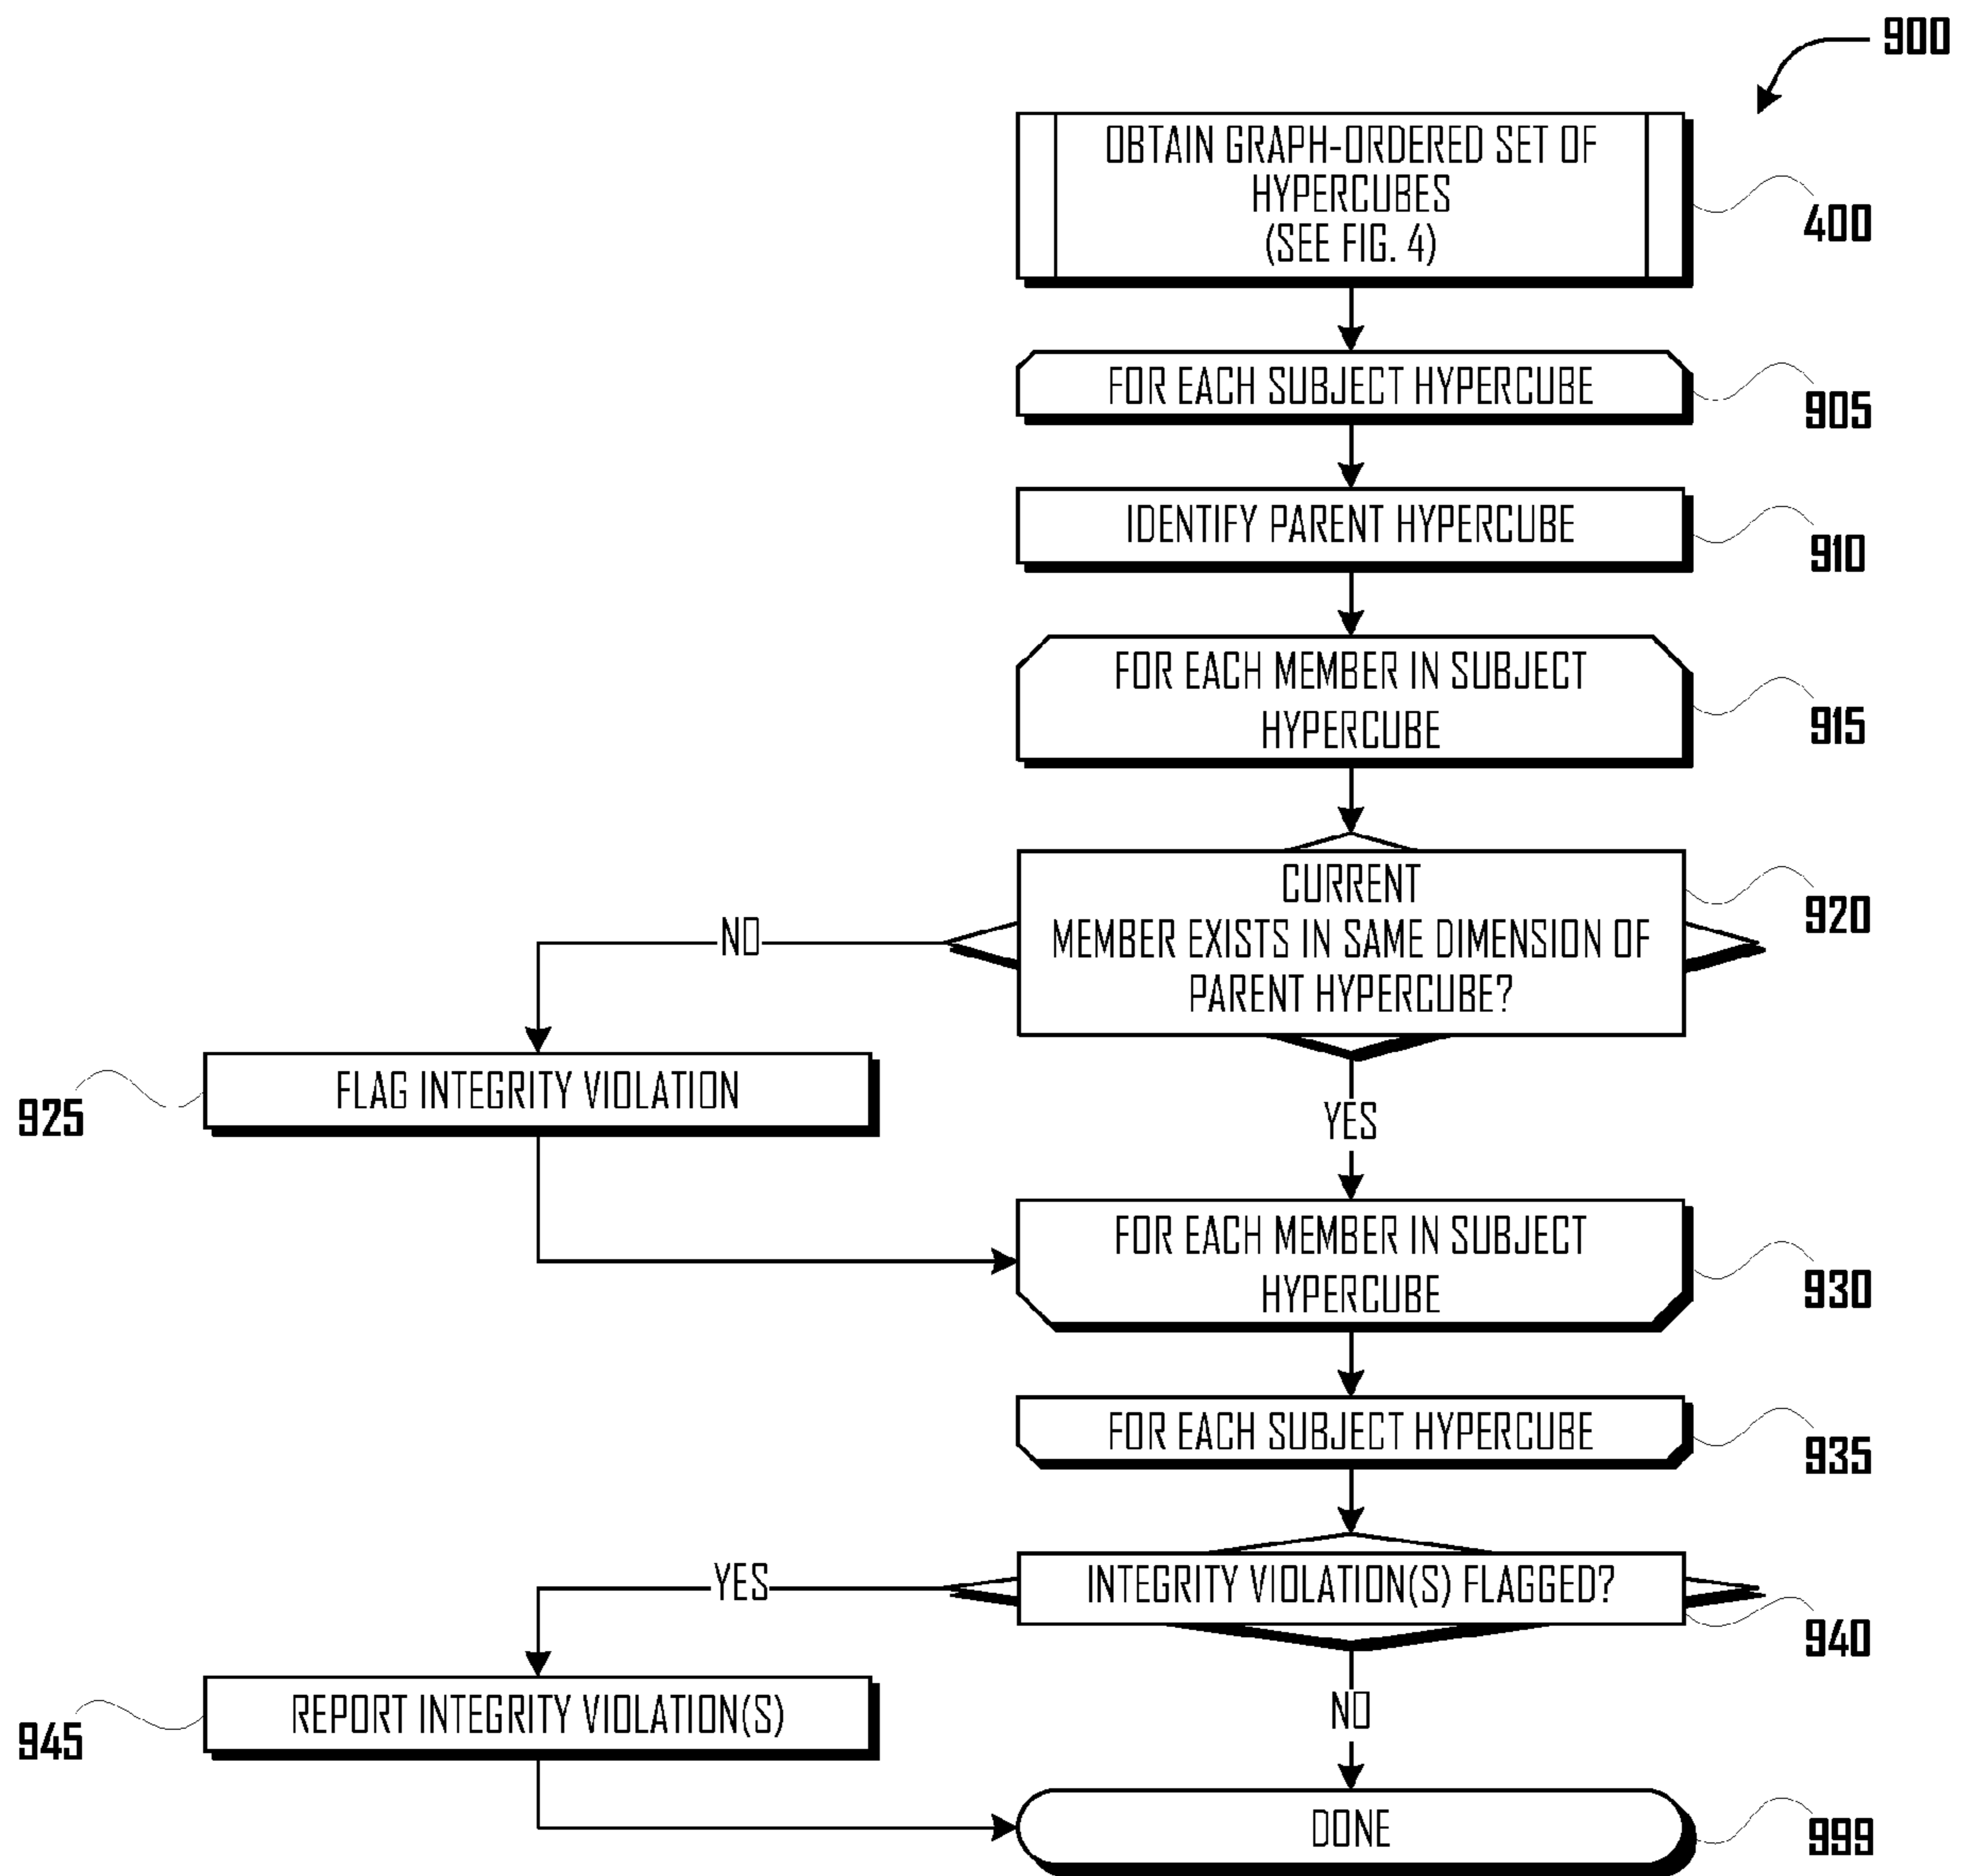 900
OBTAIN GRAPH-ORDERED SET OF
HYPERCUBES
(SEE FIG. 4)
400
FOR EACH SUBJECT HYPERCUBE
905
IDENTIFY PARENT HYPERCUBE
910
FOR EACH MEMBER IN SUBJECT
HYPERCUBE
915
CURRENT
MEMBER EXISTS IN SAME DIMENSION OF
PARENT HYPERCUBE?
920
NO
FLAG INTEGRITY VIOLATION
925
YES
FOR EACH MEMBER IN SUBJECT
HYPERCUBE
930
FOR EACH SUBJECT HYPERCUBE
935
INTEGRITY VIOLATION(S) FLAGGED?
940
YES
REPORT INTEGRITY VIOLATION(S)
945
NO
DONE
999